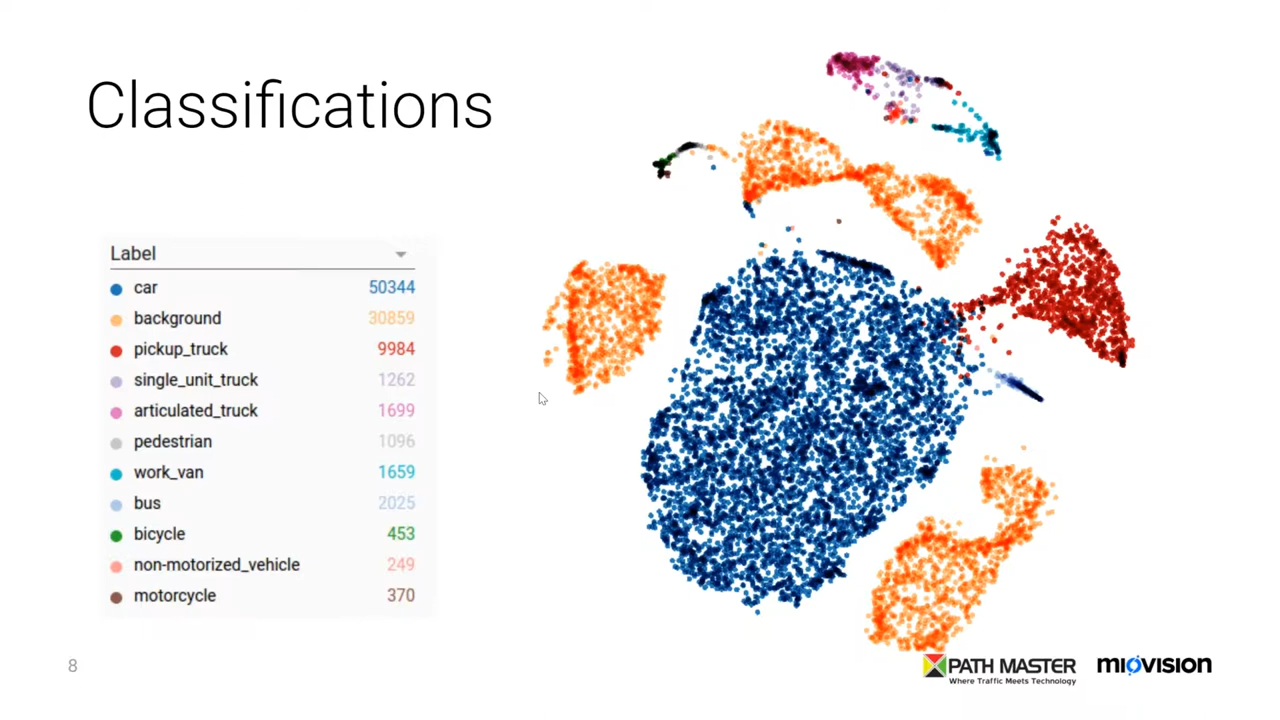 Classifications
Label
car 50344
background 30859
pickup_truck 9984
single_unit_truck 1262
articulated_truck 1699
pedestrian 1096
work_van 1659
bus 2025
bicycle 453
non-motorized_vehicle 249
motorcycle 370
8
PATH MASTER
Where Traffic Meets Technology
miovision